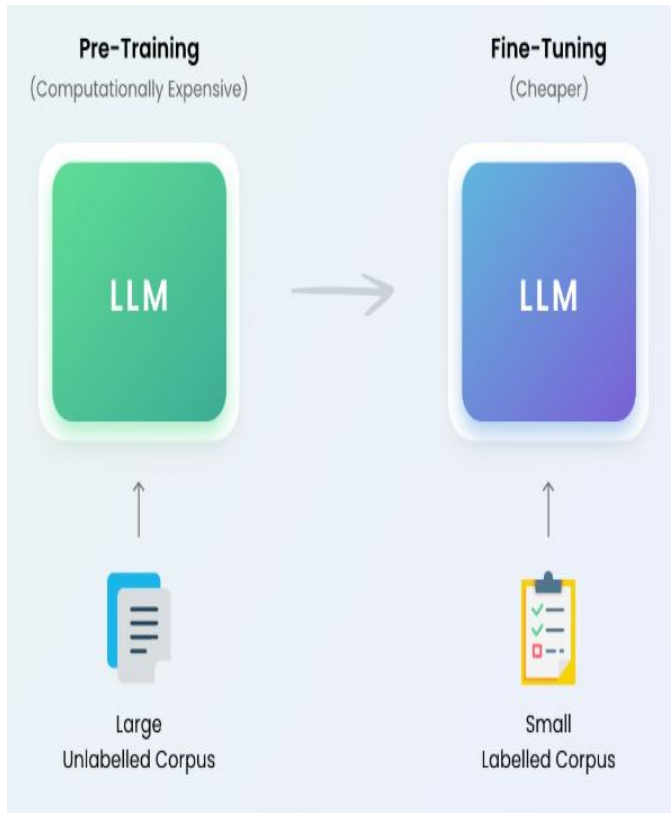 Pre-Training
(Computationally Expensive)
LLM
Large
Unlabelled Corpus
Fine-Tuning
(Cheaper)
LLM
Small
Labelled Corpus